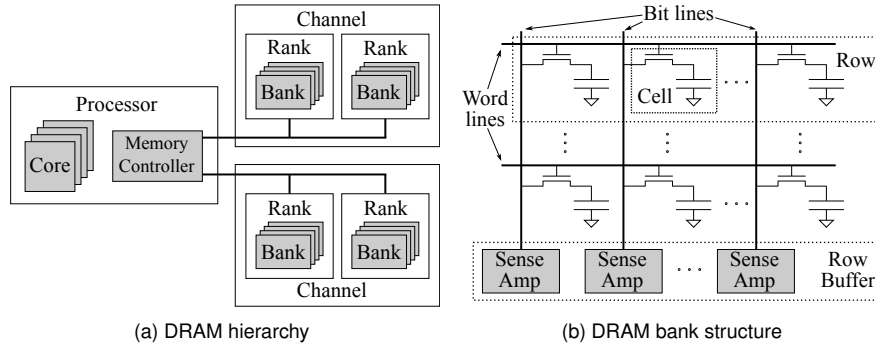 Channel
Rank
Rank
Bank
Bank
Processor
Core
Memory
Controller
Rank
Rank
Bank
Bank
Channel
(a) DRAM hierarchy
Bit lines
Row
Cell
Word
lines
Sense
Amp
Sense
Amp
Sense
Amp
Row
Buffer
(b) DRAM bank structure